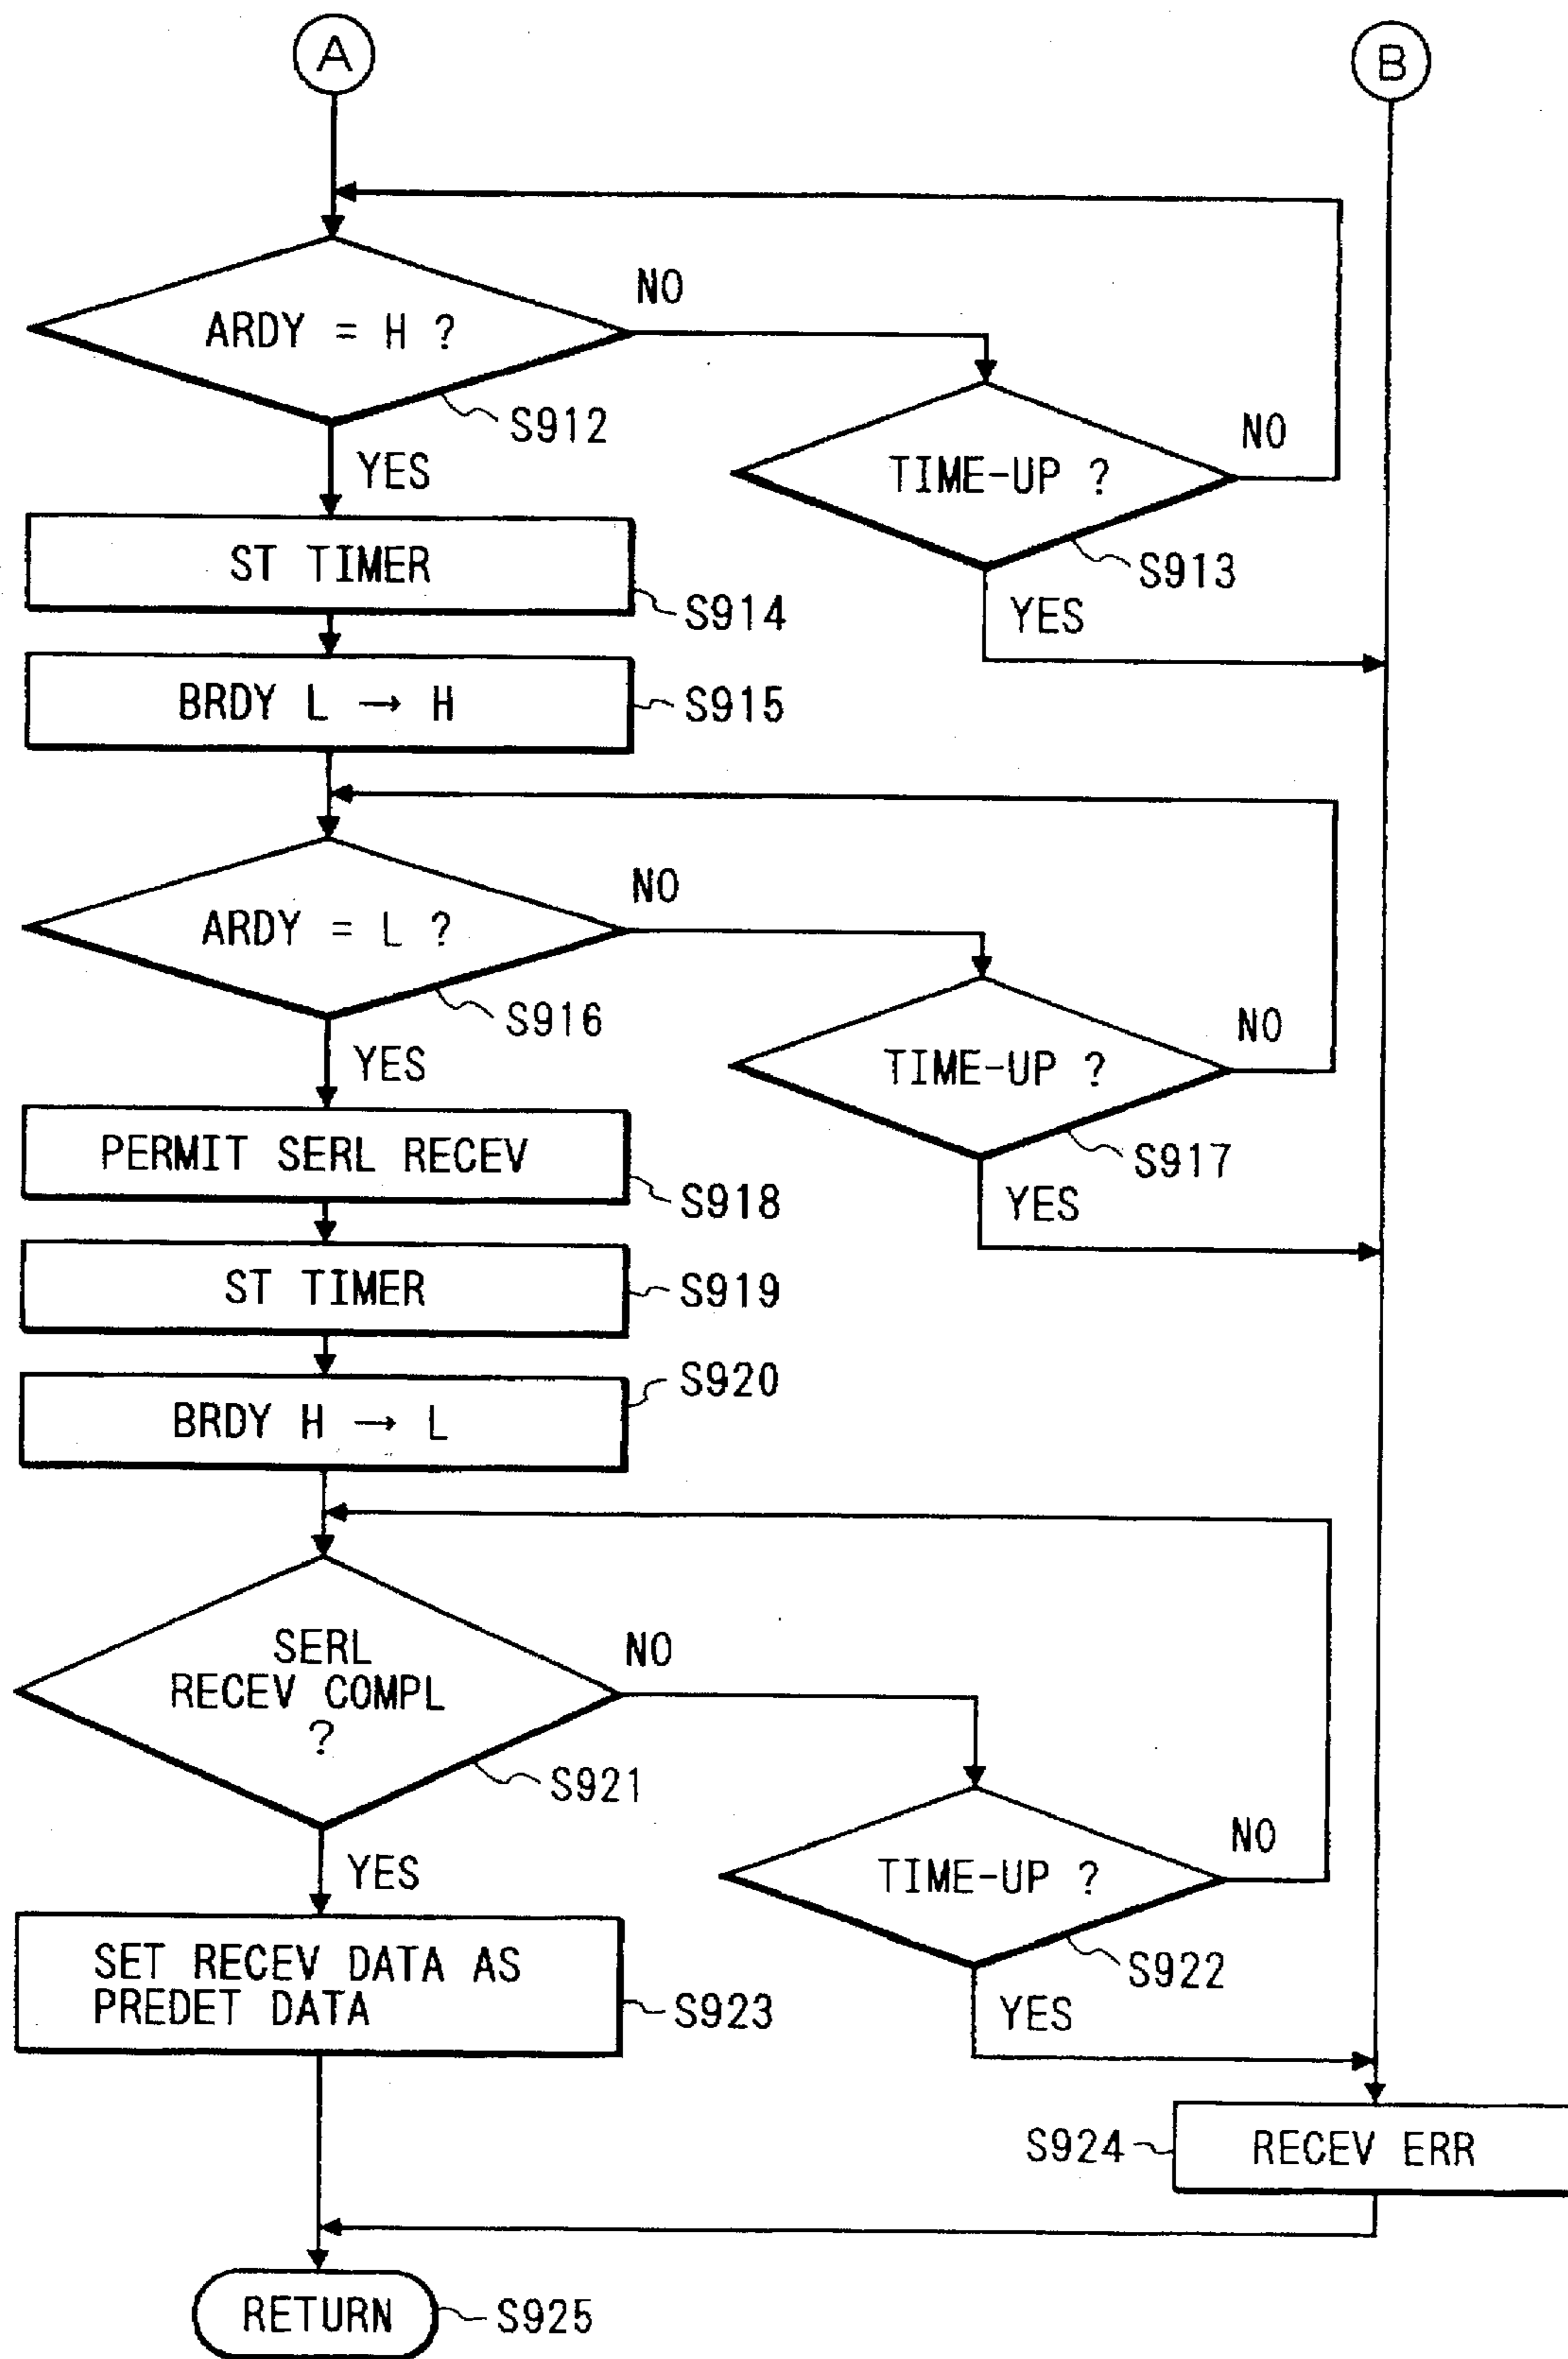 A
B
ARDY = H ?
NO
S912
YES
TIME-UP ?
NO
S913
YES
ST TIMER
S914
BRDY L → H
S915
ARDY = L ?
NO
S916
YES
TIME-UP ?
NO
S917
YES
PERMIT SERL RECEV
S918
ST TIMER
S919
BRDY H → L
S920
SERL
RECEV COMPL
?
NO
S921
YES
TIME-UP ?
NO
S922
YES
SET RECEV DATA AS
PREDET DATA
S923
S924
RECEV ERR
RETURN
S925